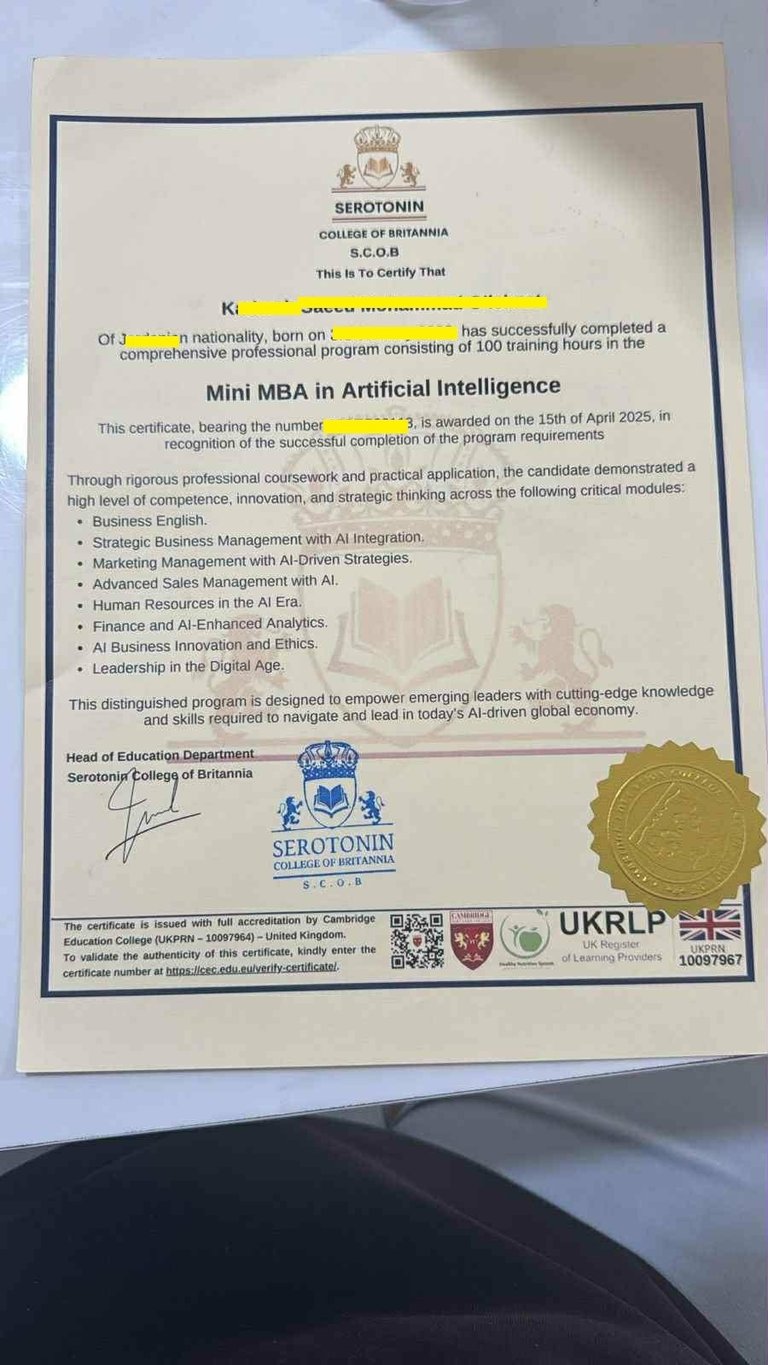 SEROTONIN
COLLEGE OF BRITANNIA
S.C.O.B
This Is To Certify That
Of nationality, born on has successfully completed a
comprehensive professional program consisting of 100 training hours in the
Mini MBA in Artificial Intelligence
This certificate, bearing the number 3, is awarded on the 15th of April 2025, in
recognition of the successful completion of the program requirements
Through rigorous professional coursework and practical application, the candidate demonstrated a
high level of competence, innovation, and strategic thinking across the following critical modules:
• Business English.
• Strategic Business Management with AI Integration.
• Marketing Management with AI-Driven Strategies.
• Advanced Sales Management with AI.
• Human Resources in the AI Era.
• Finance and AI-Enhanced Analytics.
• AI Business Innovation and Ethics.
• Leadership in the Digital Age.
This distinguished program is designed to empower emerging leaders with cutting-edge knowledge
and skills required to navigate and lead in today's AI-driven global economy.
Head of Education Department
Serotonin College of Britannia
SEROTONIN
COLLEGE OF BRITANNIA
S.C.O.B
The certificate is issued with full accreditation by Cambridge
Education College (UKPRN – 10097964) – United Kingdom.
To validate the authenticity of this certificate, kindly enter the
certificate number at https://cec.edu.eu/verify-certificate/.
CAMBRIDGE
Healthy Nutrition System
UKRLP
UK Register
of Learning Providers
UKPRN
10097967